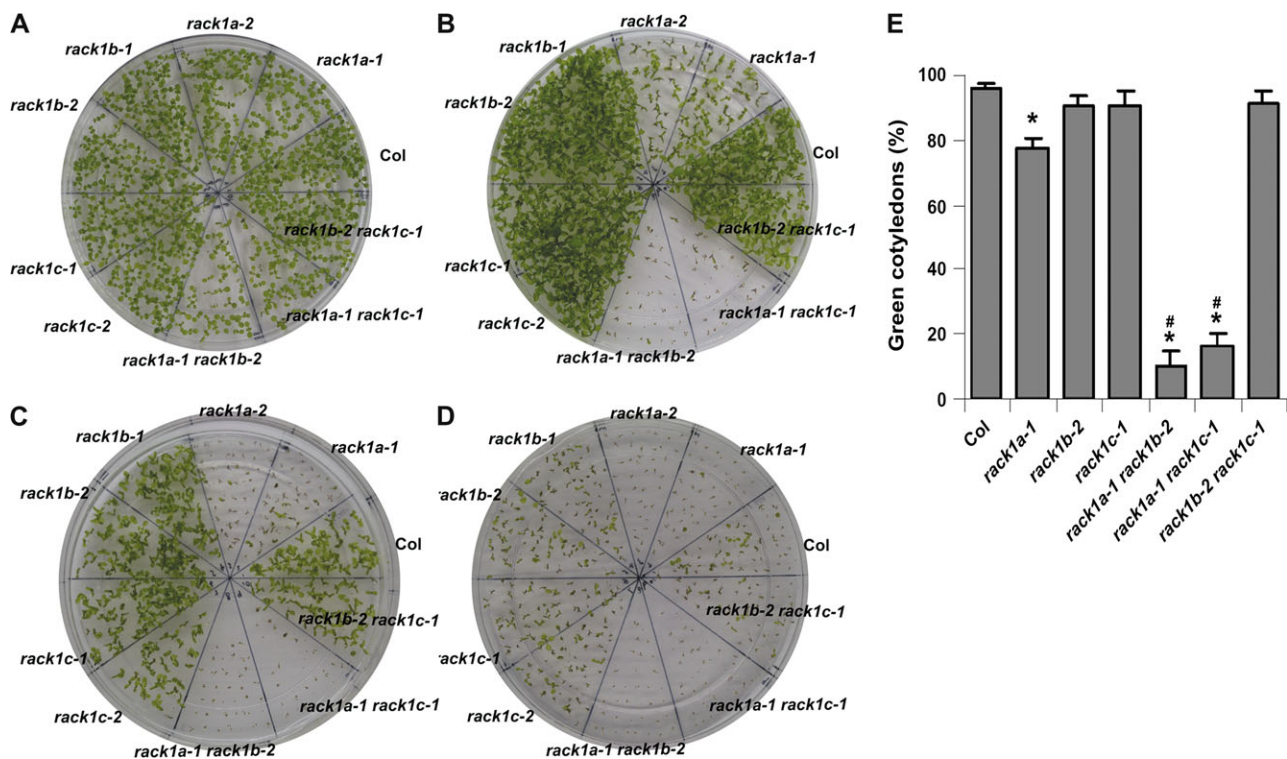 A
rack1a-2
rack1b-1
rack1a-1
rack1b-2
Col
rack1b-2 rack1c-1
rack1c-1
rack1a-1 rack1c-1
rack1c-2
rack1a-1 rack1b-2
B
rack1a-2
rack1b-1
rack1a-1
rack1b-2
Col
rack1b-2 rack1c-1
rack1c-1
rack1a-1 rack1c-1
rack1c-2
rack1a-1 rack1b-2
C
rack1a-2
rack1b-1
rack1a-1
rack1b-2
Col
rack1b-2 rack1c-1
rack1c-1
rack1a-1 rack1c-1
rack1c-2
rack1a-1 rack1b-2
D
rack1a-2
rack1b-1
rack1a-1
rack1b-2
Col
rack1b-2 rack1c-1
rack1c-1
rack1a-1 rack1c-1
rack1c-2
rack1a-1 rack1b-2
E
Green cotyledons (%)
100
80
60
40
20
0
*
#
*
#
*
Col
rack1a-1
rack1b-2
rack1c-1
rack1a-1 rack1b-2
rack1a-1 rack1c-1
rack1b-2 rack1c-1